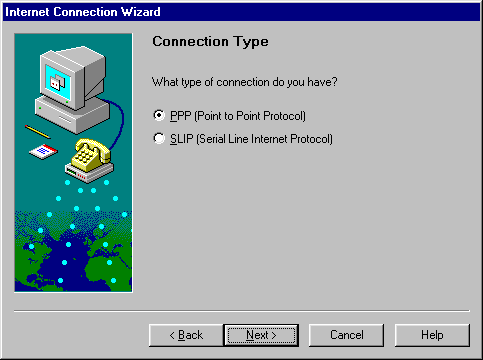 Internet Connection Wizard
Connection Type
What type of connection do you have?
PPP (Point to Point Protocol)
SLIP (Serial Line Internet Protocol)
< Back Next > Cancel Help